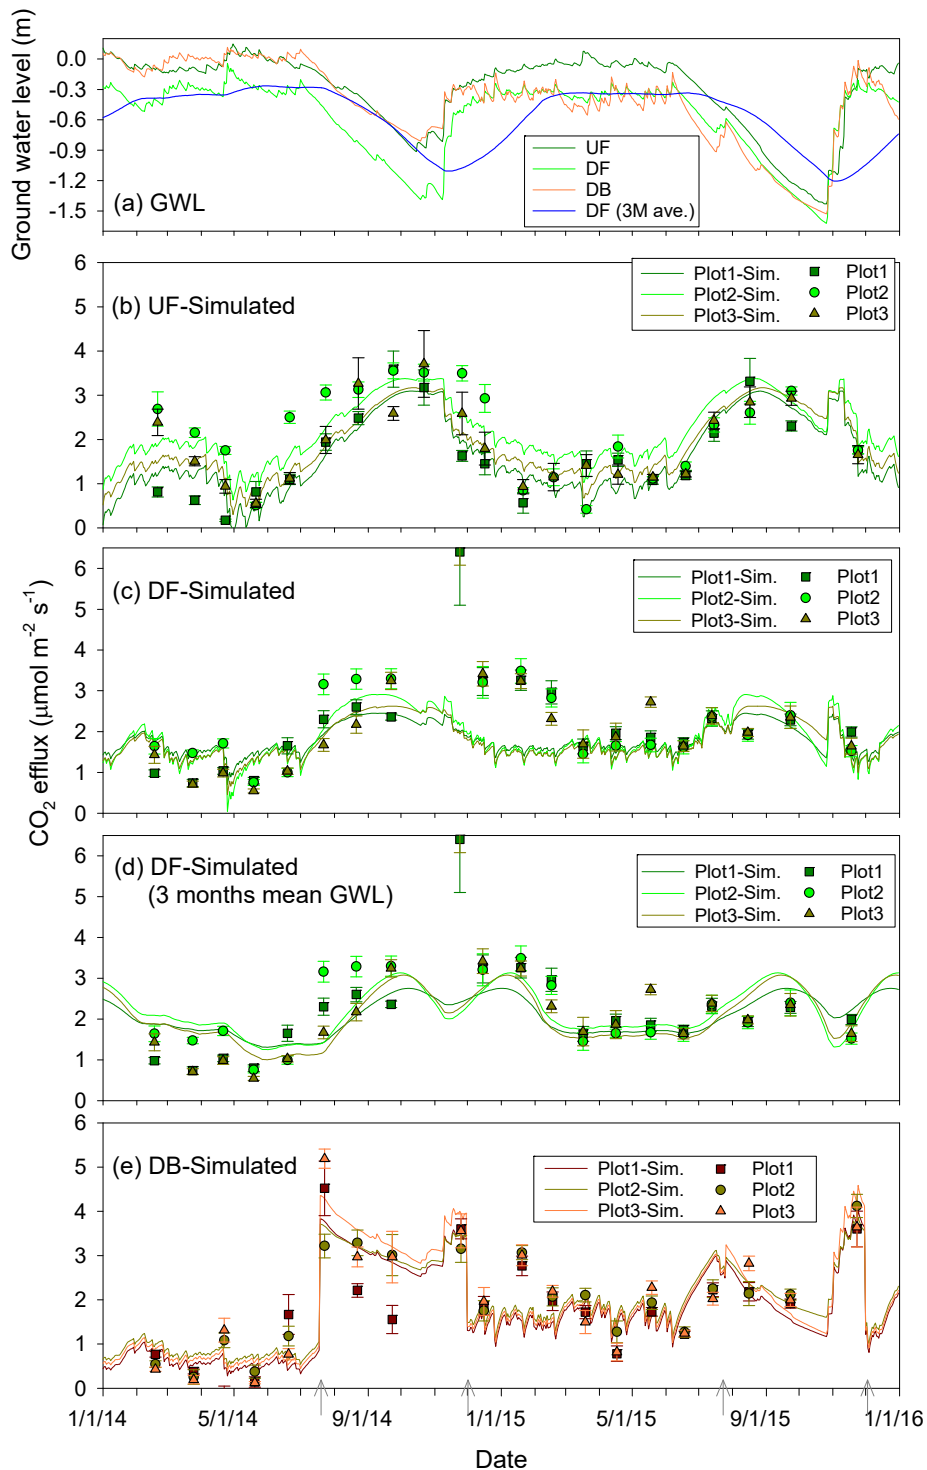 Ground water level (m)
0.0
-0.3
-0.6
-0.9
-1.2
-1.5
(a) GWL
UF
DF
DB
DF (3M ave.)
CO2 efflux (μmol m-2 s-1)
6
5
4
3
2
1
0
(b) UF-Simulated
Plot1-Sim. Plot1
Plot2-Sim. Plot2
Plot3-Sim. Plot3
6
5
4
3
2
1
0
(c) DF-Simulated
Plot1-Sim. Plot1
Plot2-Sim. Plot2
Plot3-Sim. Plot3
6
5
4
3
2
1
0
(d) DF-Simulated
(3 months mean GWL)
Plot1-Sim. Plot1
Plot2-Sim. Plot2
Plot3-Sim. Plot3
6
5
4
3
2
1
0
(e) DB-Simulated
Plot1-Sim. Plot1
Plot2-Sim. Plot2
Plot3-Sim. Plot3
1/1/14 5/1/14 9/1/14 1/1/15 5/1/15 9/1/15 1/1/16
Date